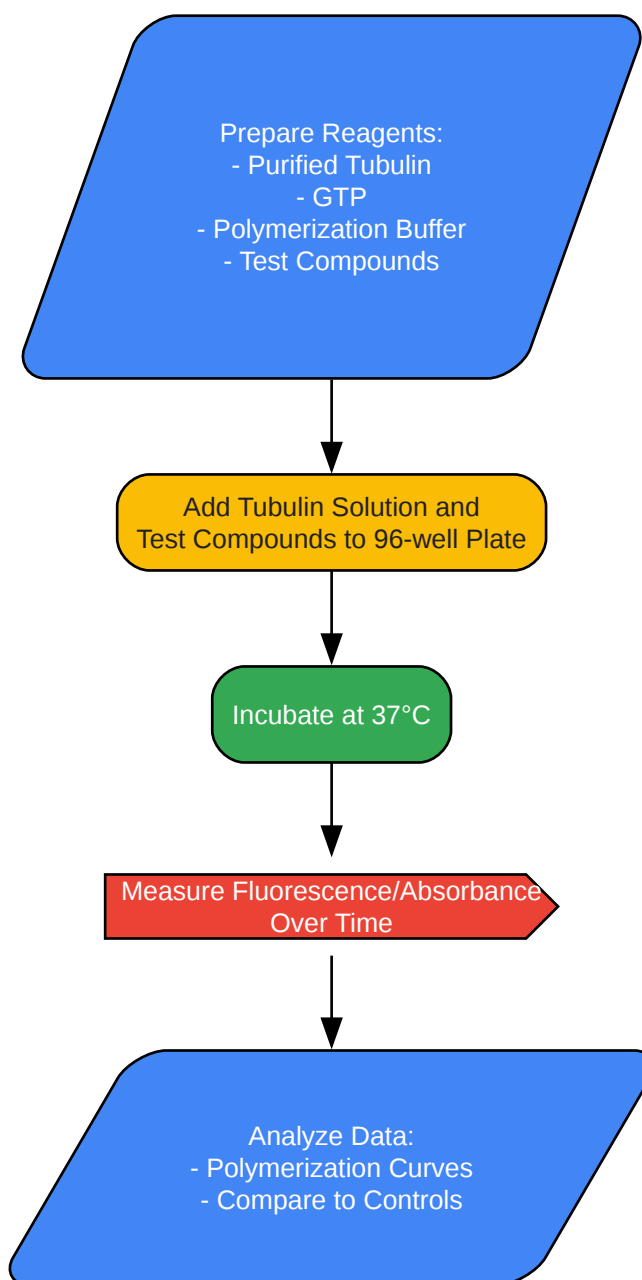 Prepare Reagents:
- Purified Tubulin
- GTP
- Polymerization Buffer
- Test Compounds
Add Tubulin Solution and
Test Compounds to 96-well Plate
Incubate at 37°C
Measure Fluorescence/Absorbance
Over Time
Analyze Data:
- Polymerization Curves
- Compare to Controls